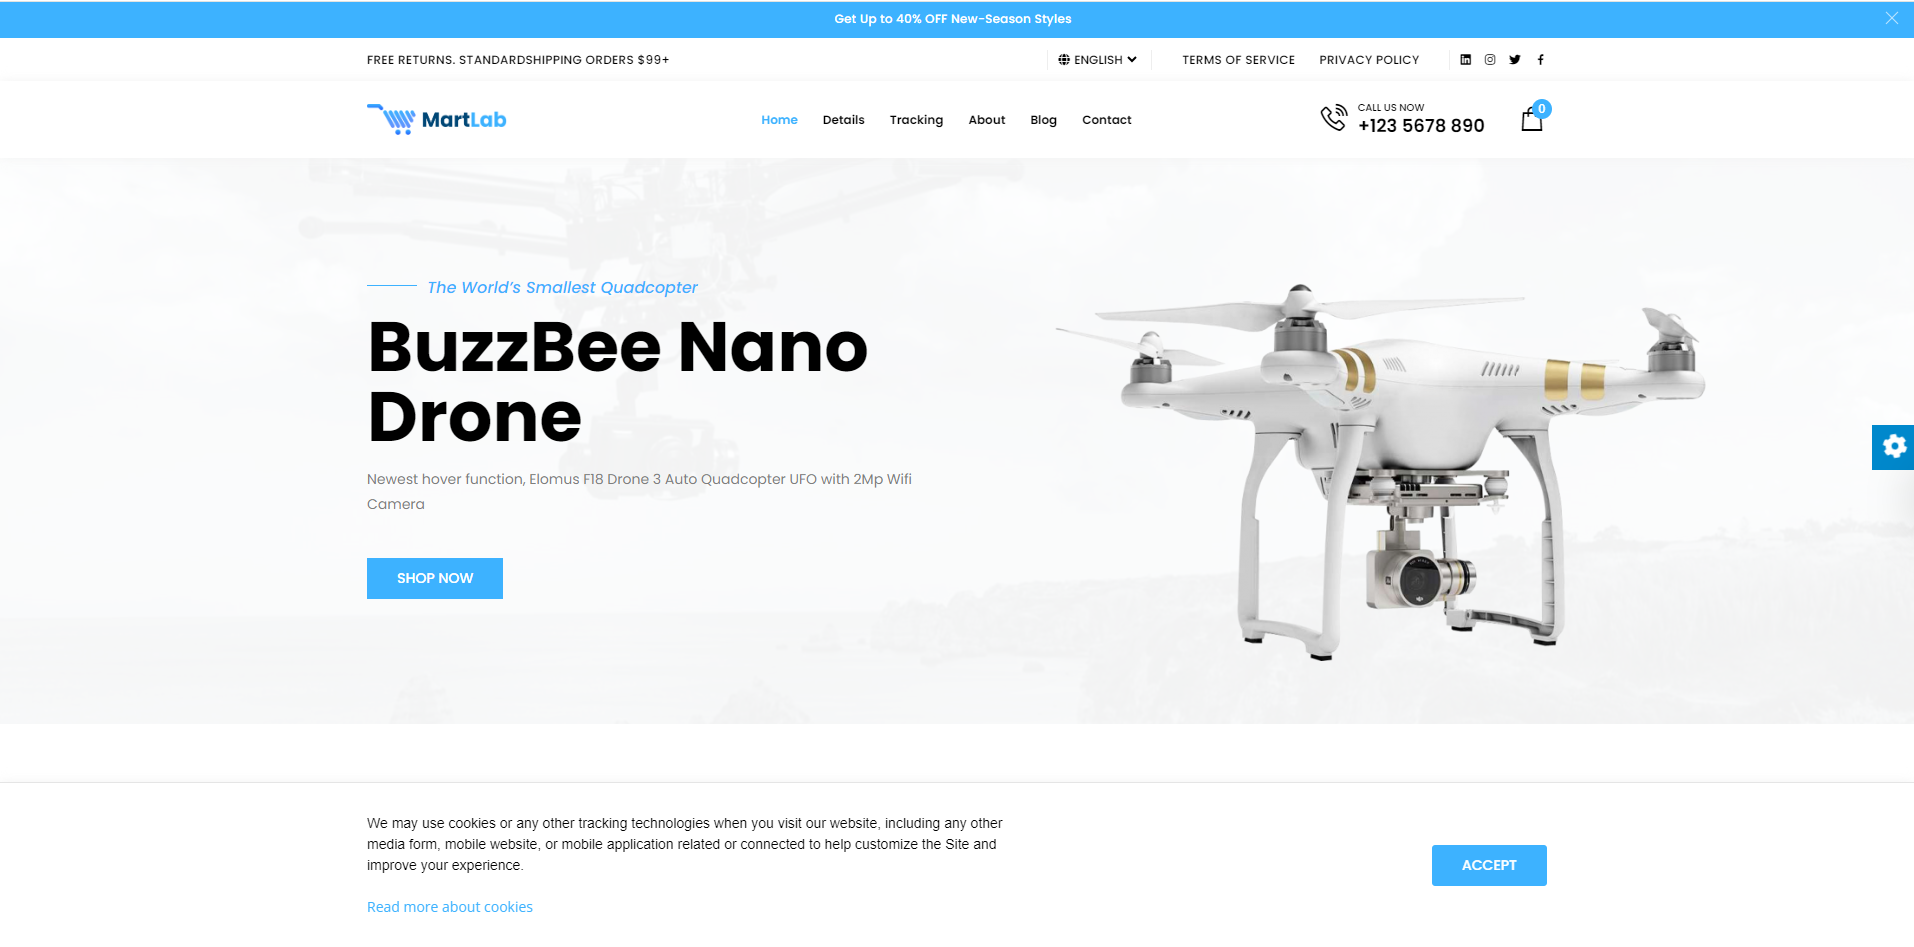 Get Up to 40% OFF New-Season Styles
FREE RETURNS. STANDARDSHIPPING ORDERS $99+
ENGLISH
TERMS OF SERVICE
PRIVACY POLICY
MartLab
Home
Details
Tracking
About
Blog
Contact
CALL US NOW
+123 5678 890
0
The World's Smallest Quadcopter
BuzzBee Nano
Drone
Newest hover function, Elomus F18 Drone 3 Auto Quadcopter UFO with 2Mp Wifi
Camera
SHOP NOW
We may use cookies or any other tracking technologies when you visit our website, including any other
media form, mobile website, or mobile application related or connected to help customize the Site and
improve your experience.
ACCEPT
Read more about cookies